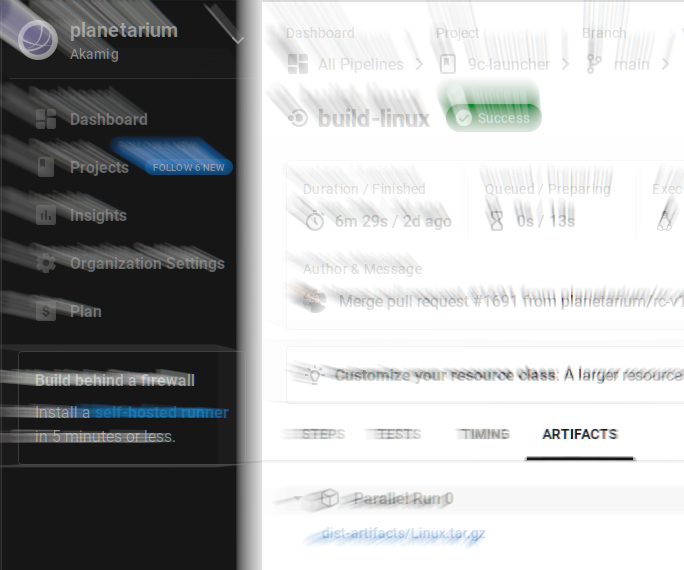 planetarium
Akamig
Dashboard
Projects FOLLOW 6 NEW
Insights
Organization Settings
Plan
Build behind a firewall
Install a self-hosted runner
in 5 minutes or less.
Dashboard Project Branch
All Pipelines 9c-launcher main
build-linux Success
Duration / Finished Queued / Preparing Exec
6m 29s / 2d ago 0s / 13s
Author & Message
Merge pull request #1691 from planetarium/rc-v1
Customize your resource class: A larger resource
STEPS TESTS TIMING ARTIFACTS
Parallel Run 0
dist-artifacts/Linux.tar.gz